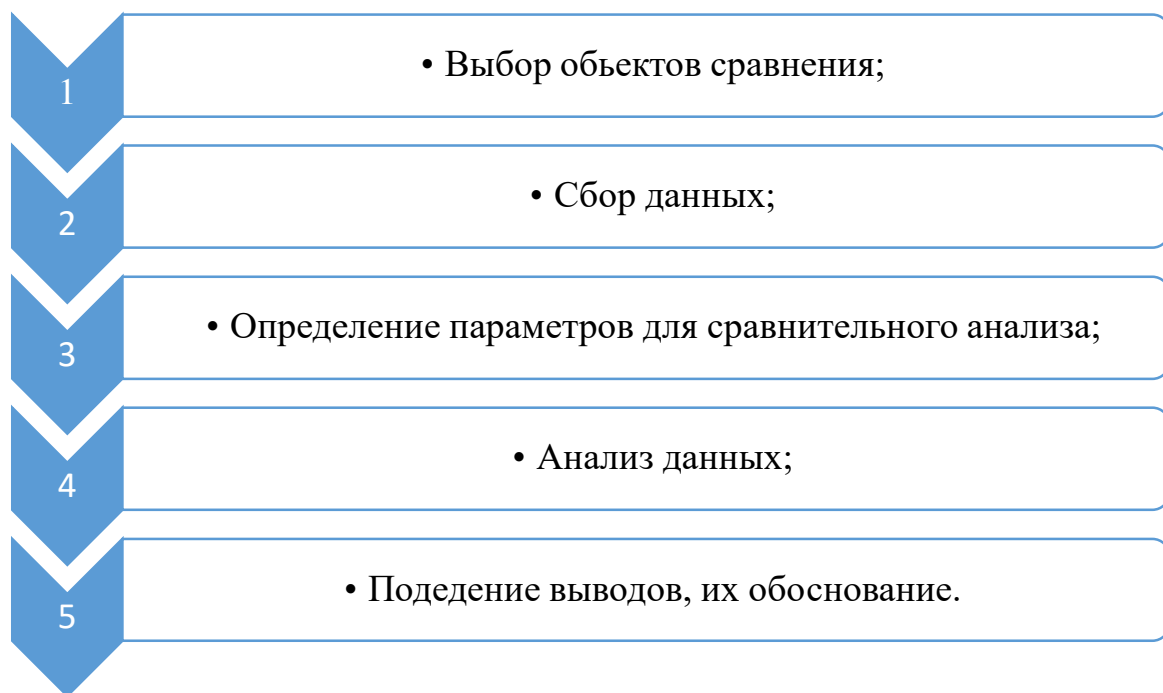 1
• Выбор обьектов сравнения;
2
• Сбор данных;
3
• Определение параметров для сравнительного анализа;
4
• Анализ данных;
5
• Подедение выводов, их обоснование.